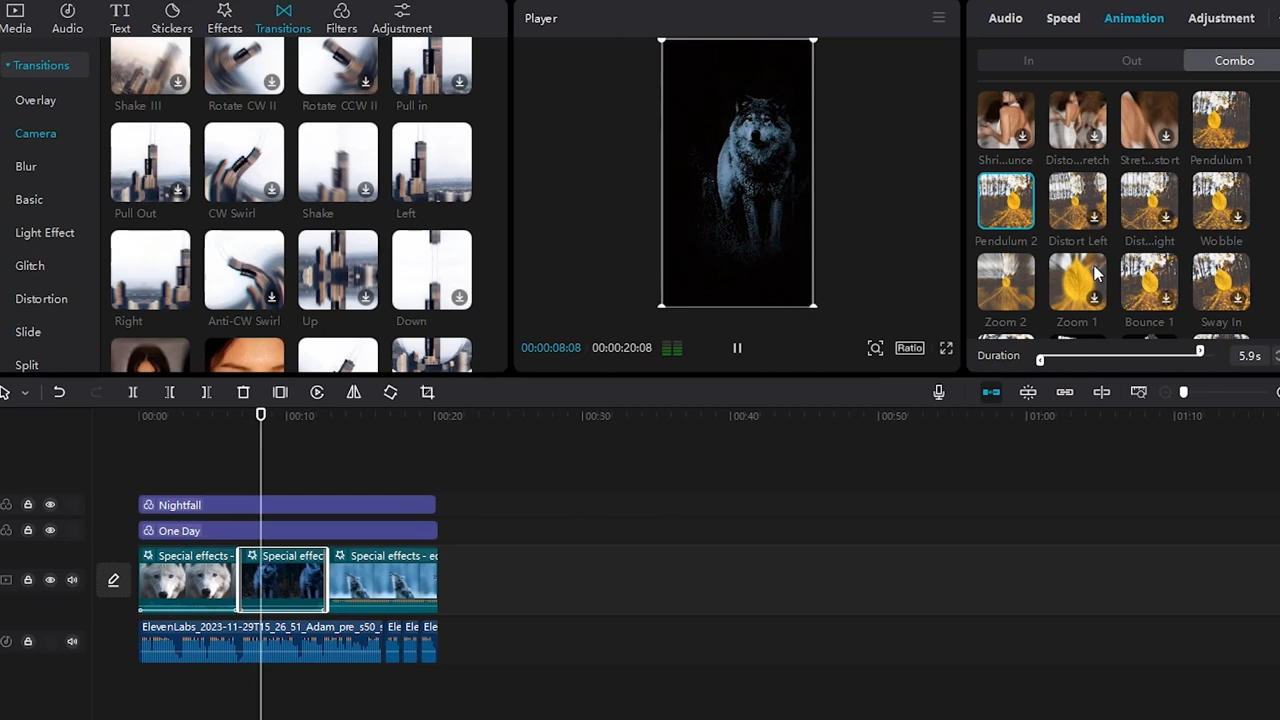 Media Audio Text Stickers Effects Transitions Filters Adjustment
Transitions
Overlay
Camera
Blur
Basic
Light Effect
Glitch
Distortion
Slide
Split
Shake III Rotate CW II Rotate CCW II Pull in
Pull Out CW Swirl Shake Left
Right Anti-CW Swirl Up Down
Player
00:00:08:08 00:00:20:08
Ratio
Audio Speed Animation Adjustment
In Out Combo
Shri...unce Disto...retch Stret...stort Pendulum 1
Pendulum 2 Distort Left Dist...ight Wobble
Zoom 2 Zoom 1 Bounce 1 Sway In
Duration 5.9s
00:00 00:10 00:20 00:30 00:40 00:50 01:00 01:10
Nightfall
One Day
Special effects - Special effec Special effects - ec
ElevenLabs_2023-11-29T15_26_51_Adam_pre_s50_s Ele Ele Ele